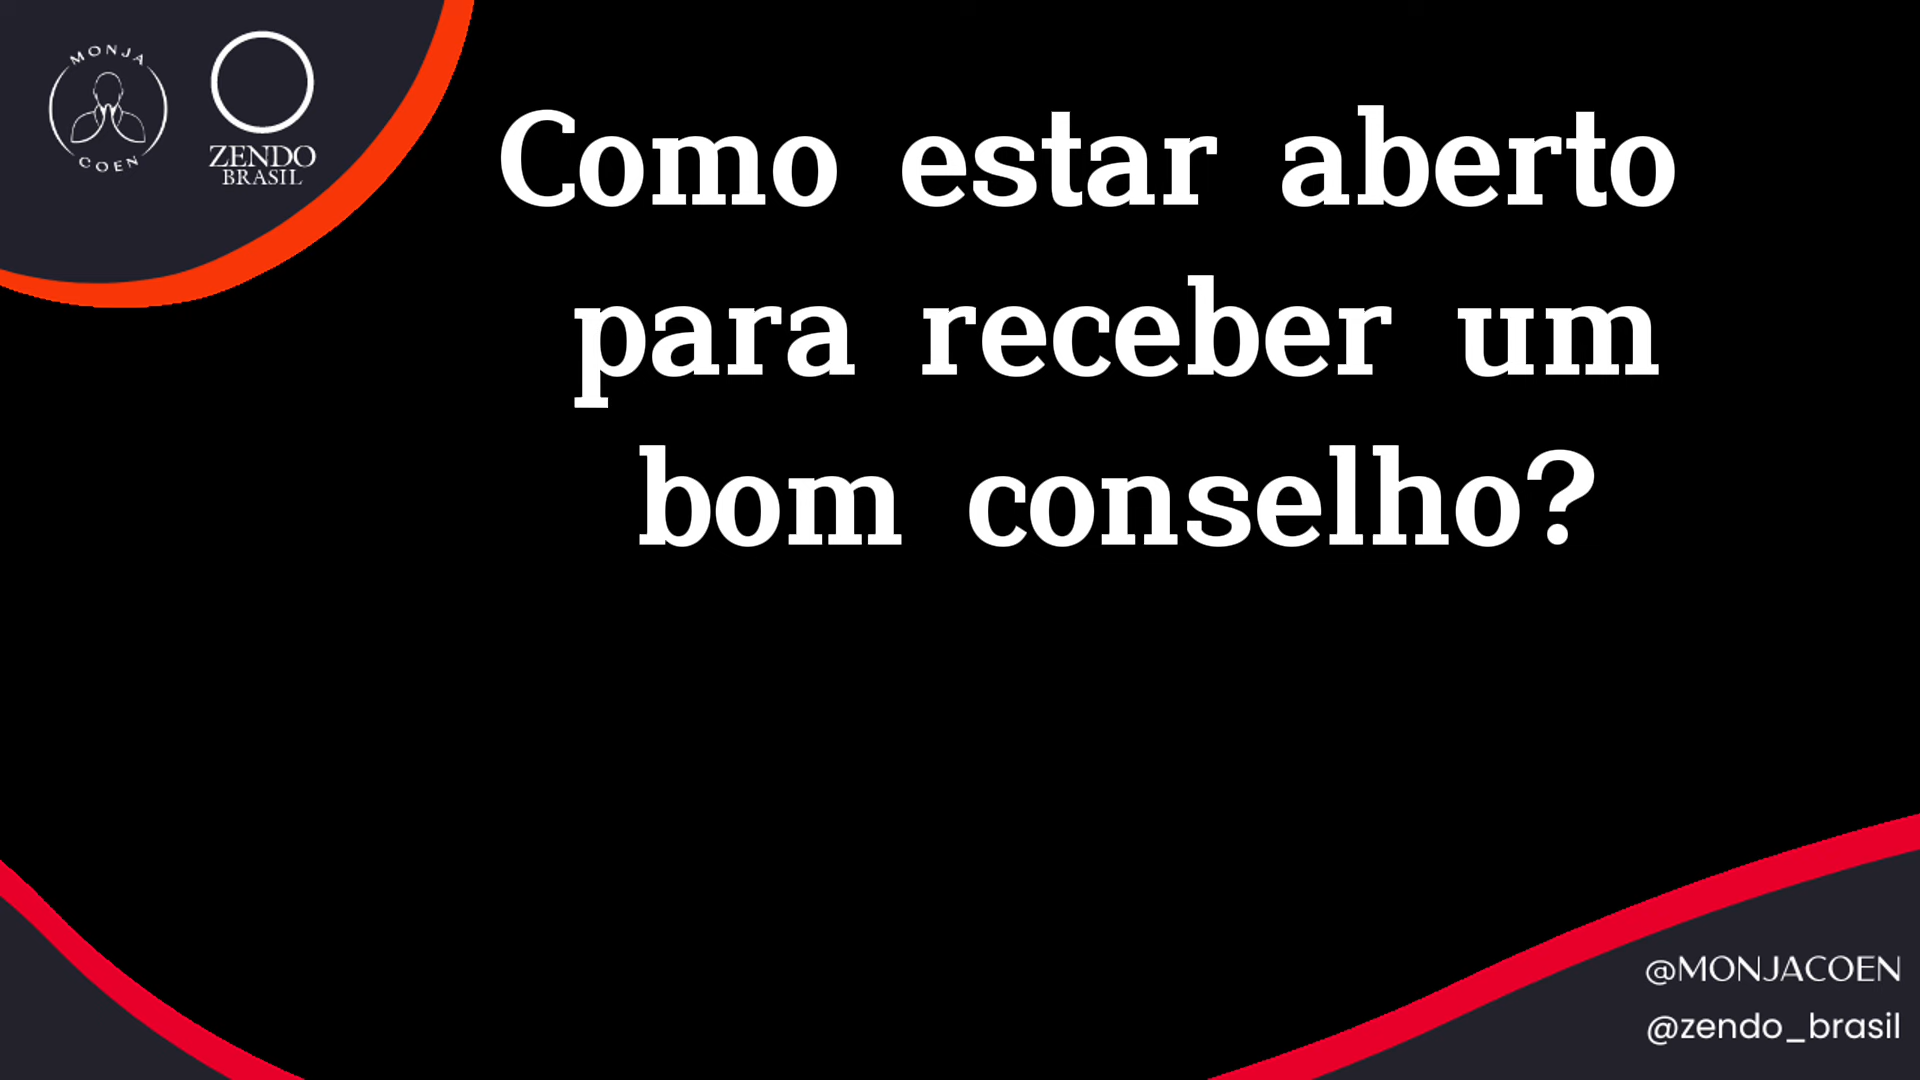 MONJA
COEN
ZENDO
BRASIL
Como estar aberto
para receber um
bom conselho?
@MONJACOEN
@zendo_brasil